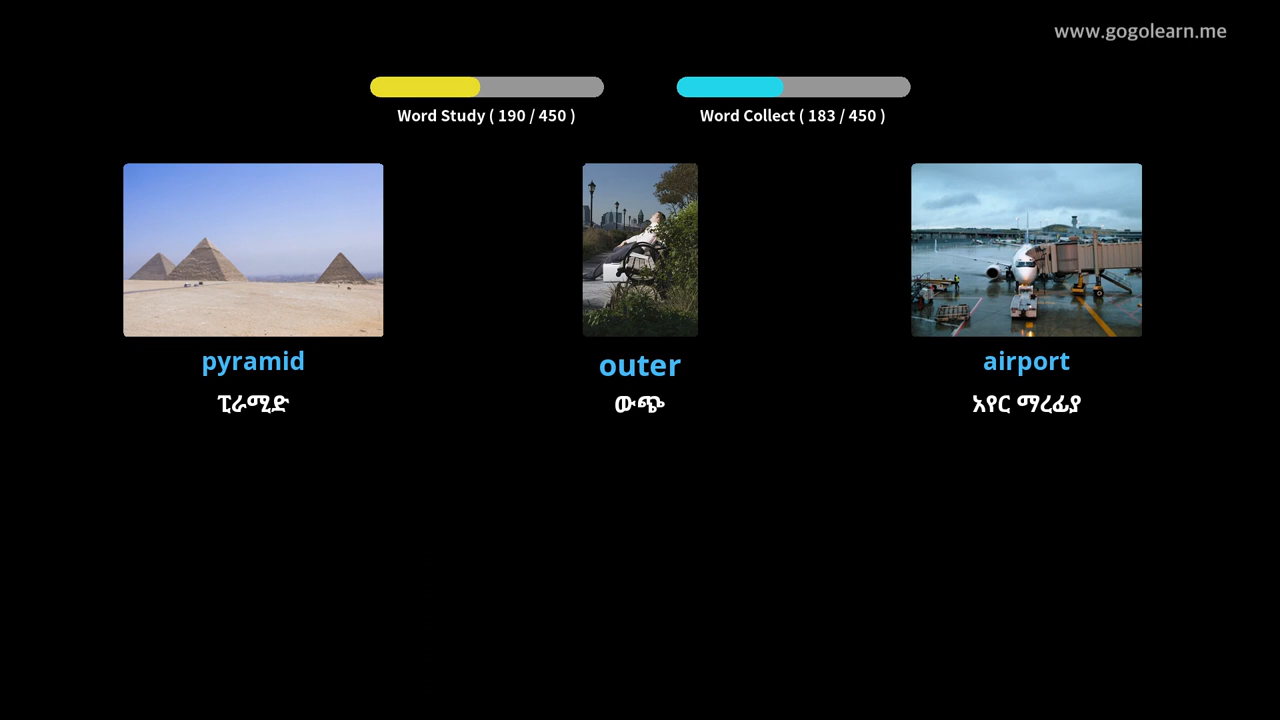 www.gogolearn.me
Word Study ( 190 / 450 )
Word Collect ( 183 / 450 )
pyramid
outer
airport
ፒራሚድ
ውጭ
አየር ማረፊያ